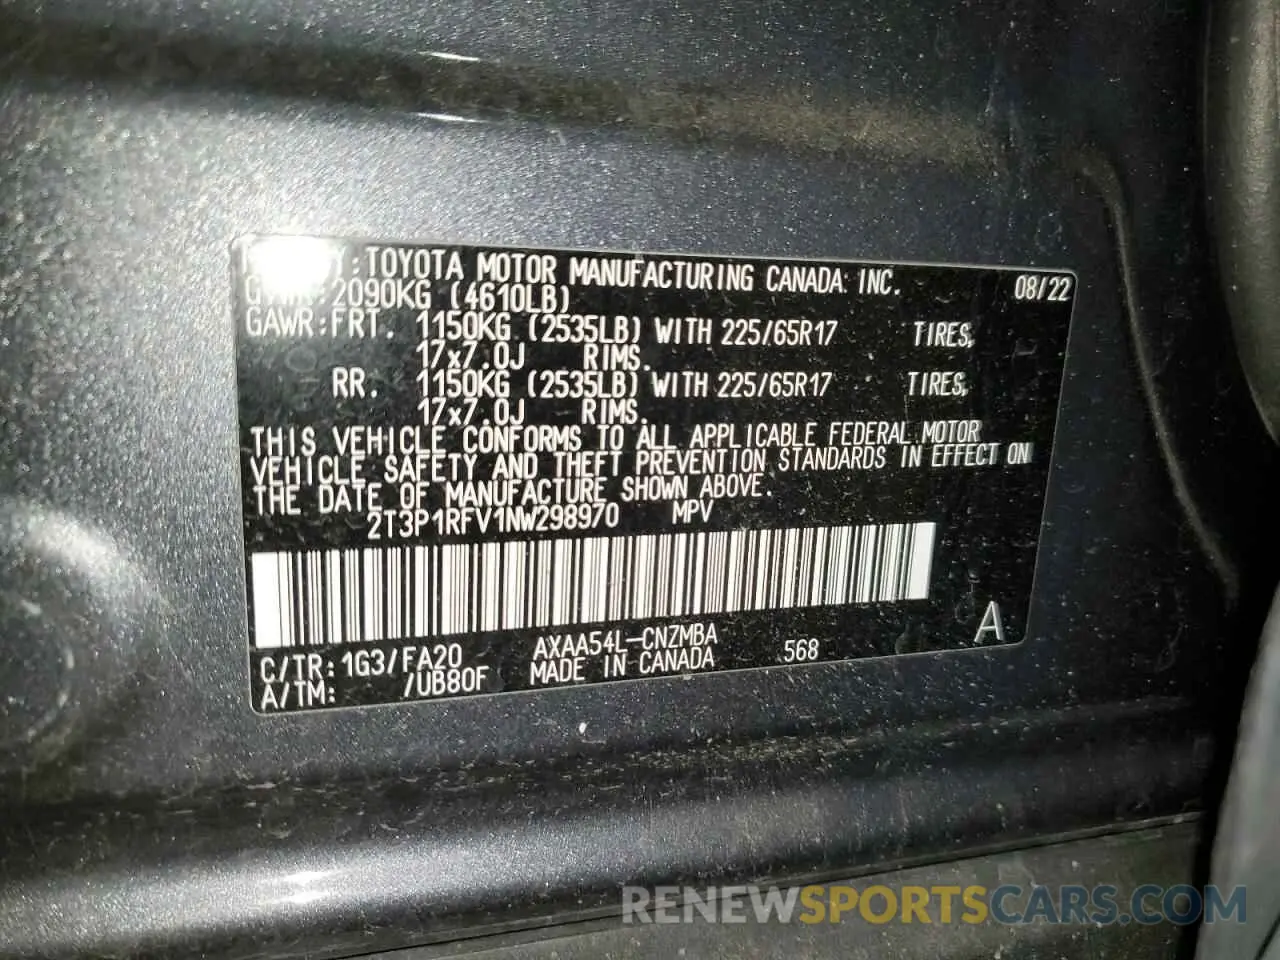 :TOYOTA MOTOR MANUFACTURING CANADA INC. 08/22
GVWR:2090KG (4610LB)
GAWR:FRT. 1150KG (2535LB) WITH 225/65R17 TIRES,
17x7.0J RIMS.
RR. 1150KG (2535LB) WITH 225/65R17 TIRES,
17x7.0J RIMS.
THIS VEHICLE CONFORMS TO ALL APPLICABLE FEDERAL MOTOR
VEHICLE SAFETY AND THEFT PREVENTION STANDARDS IN EFFECT ON
THE DATE OF MANUFACTURE SHOWN ABOVE.
2T3P1RFV1NW298970 MPV
C/TR:1G3/FA20 AXAA54L-CNZMBA 568 A
A/TM: /UB80F MADE IN CANADA
RENEWSPORTSCARS.COM